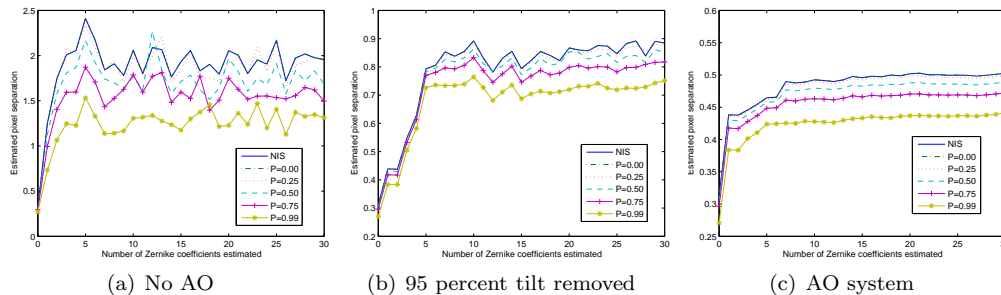 2.5
2
1.5
1
0.5
0
0 5 10 15 20 25 30
Estimated pixel separation
Number of Zernike coefficients estimated
NIS
P=0.00
P=0.25
P=0.50
P=0.75
P=0.99
(a) No AO
1
0.9
0.8
0.7
0.6
0.5
0.4
0.3
0.2
0 5 10 15 20 25 30
Estimated pixel separation
Number of Zernike coefficients estimated
NIS
P=0.00
P=0.25
P=0.50
P=0.75
P=0.99
(b) 95 percent tilt removed
0.6
0.55
0.5
0.45
0.4
0.35
0.3
0.25
0 5 10 15 20 25 30
Estimated pixel separation
Number of Zernike coefficients estimated
NIS
P=0.00
P=0.25
P=0.50
P=0.75
P=0.99
(c) AO system